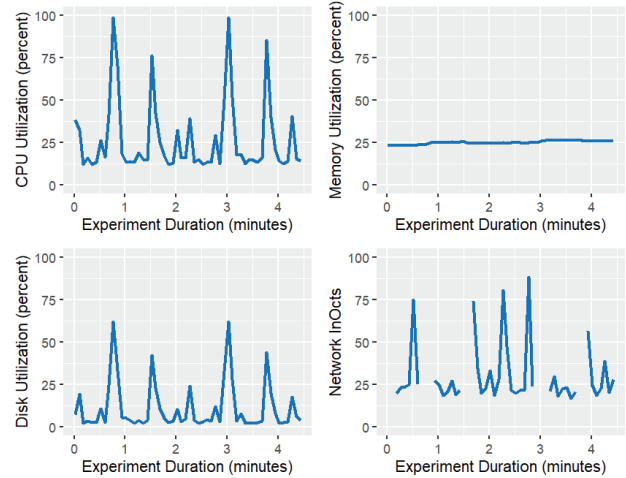 CPU Utilization (percent)
100
75
50
25
0
0 1 2 3 4
Experiment Duration (minutes)
Memory Utilization (percent)
100
75
50
25
0
0 1 2 3 4
Experiment Duration (minutes)
Disk Utilization (percent)
100
75
50
25
0
0 1 2 3 4
Experiment Duration (minutes)
Network InOcts
100
75
50
25
0
0 1 2 3 4
Experiment Duration (minutes)